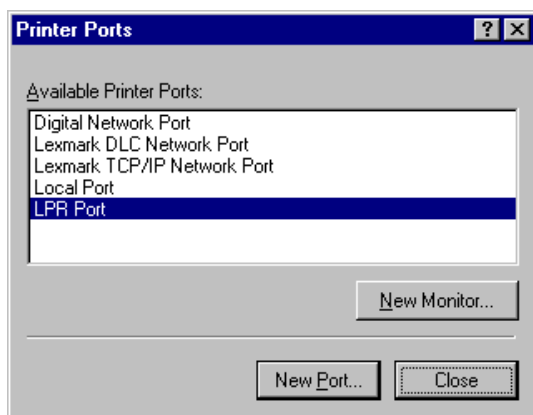 Printer Ports
Available Printer Ports:
Digital Network Port
Lexmark DLC Network Port
Lexmark TCP/IP Network Port
Local Port
LPR Port
New Monitor...
New Port...
Close